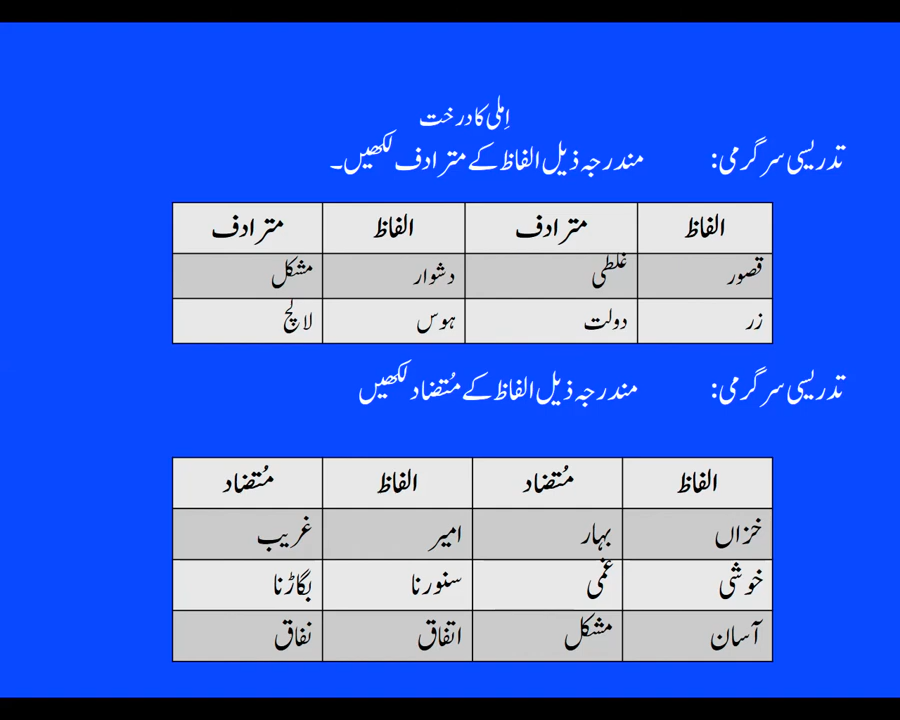 اِملی کا درخت
تدریسی سرگرمی: مندرجہ ذیل الفاظ کے مترادف لکھیں۔
الفاظ مترادف الفاظ مترادف
قصور غلطی دشوار مشکل
زر دولت ہوس لالچ
تدریسی سرگرمی: مندرجہ ذیل الفاظ کے مُتضاد لکھیں
الفاظ مُتضاد الفاظ مُتضاد
خزاں بہار امیر غریب
خوشی غمی سنورنا بگاڑنا
آسان مشکل اتفاق نفاق